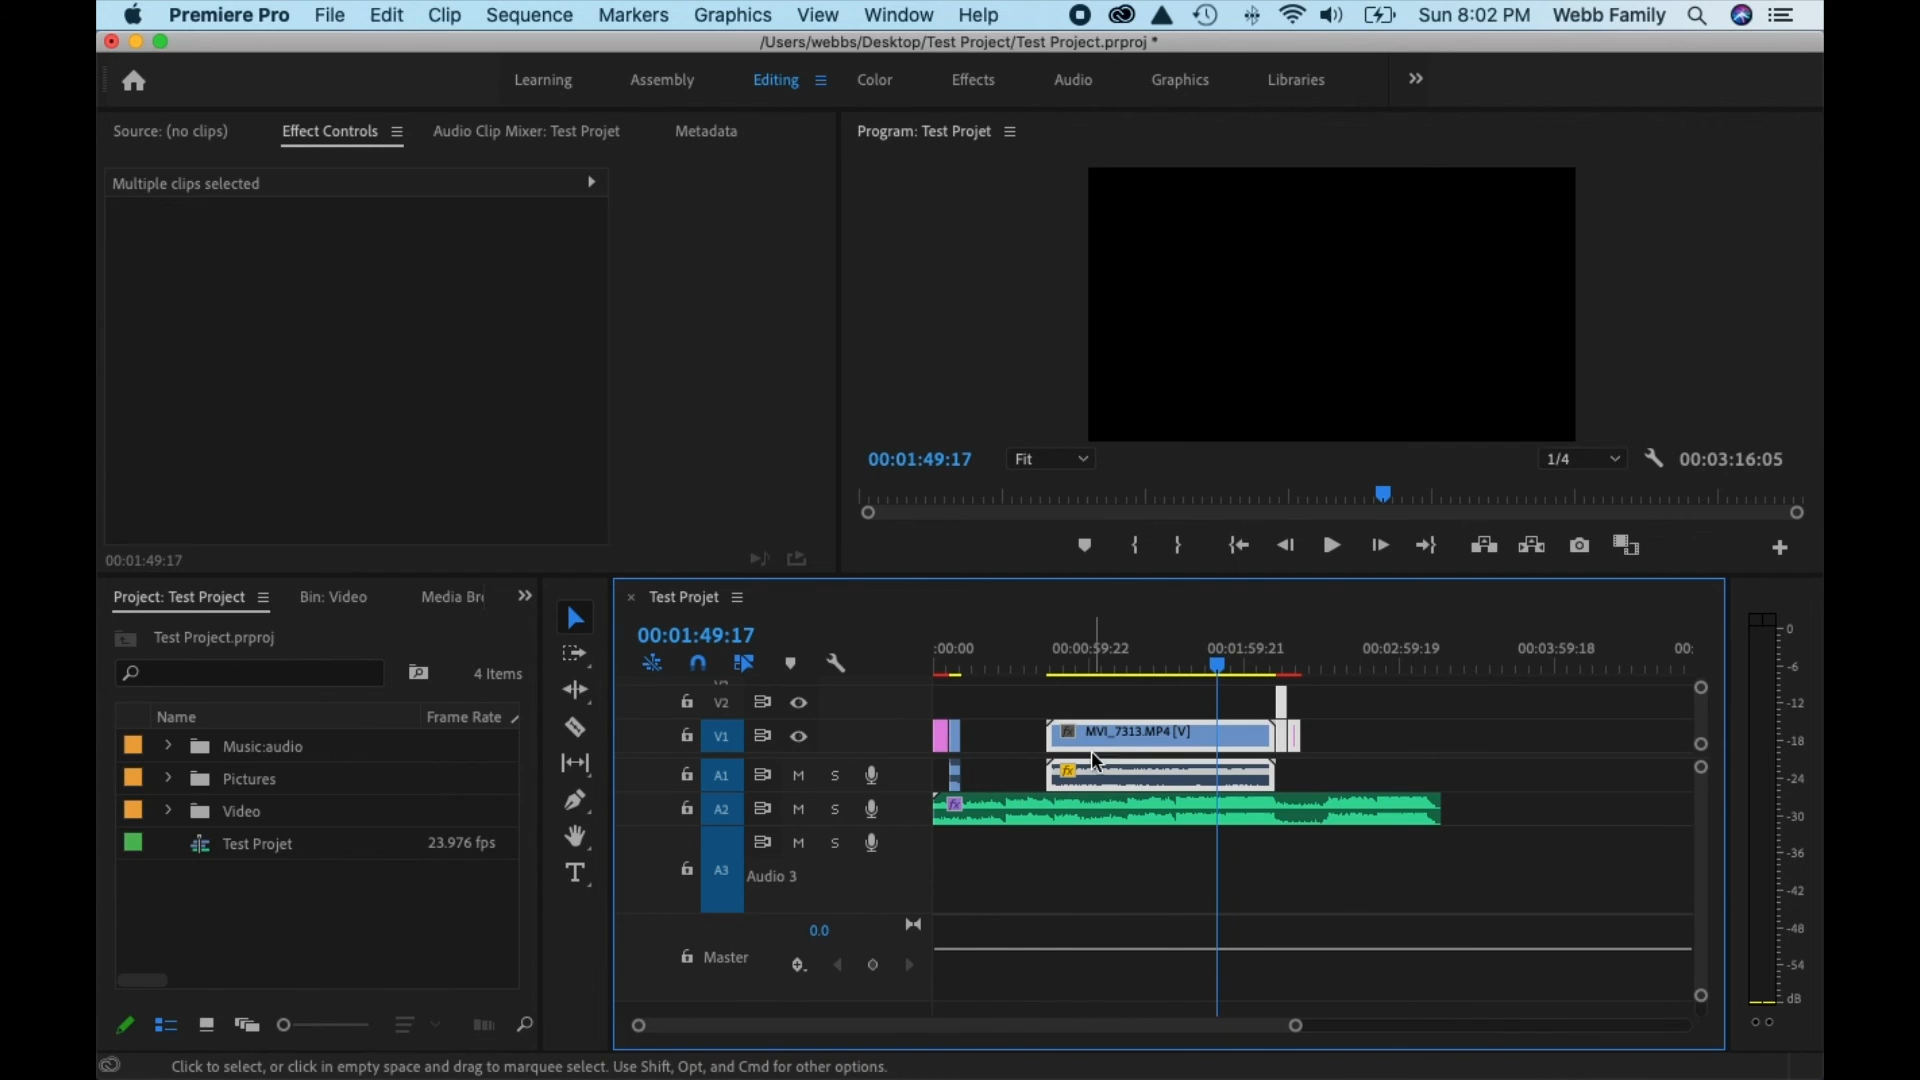 Premiere Pro File Edit Clip Sequence Markers Graphics View Window Help Sun 8:02 PM Webb Family
/Users/webbs/Desktop/Test Project/Test Project.prproj *
Learning Assembly Editing Color Effects Audio Graphics Libraries
Source: (no clips) Effect Controls Audio Clip Mixer: Test Projet Metadata
Program: Test Projet
Multiple clips selected
00:01:49:17 Fit 1/4 00:03:16:05
00:01:49:17
Project: Test Project Bin: Video Media Br
Test Project.prproj
4 Items
Name Frame Rate
Music:audio
Pictures
Video
Test Projet 23.976 fps
Test Projet
00:01:49:17
:00:00 00:00:59:22 00:01:59:21 00:02:59:19 00:03:59:18 00:
V2
V1 fx MVI_7313.MP4 [V]
A1 M S fx
A2 M S fx
M S
A3 Audio 3
0.0
Master
0
-6
-12
-18
-24
-30
-36
-42
-48
-54
dB
Click to select, or click in empty space and drag to marquee select. Use Shift, Opt, and Cmd for other options.